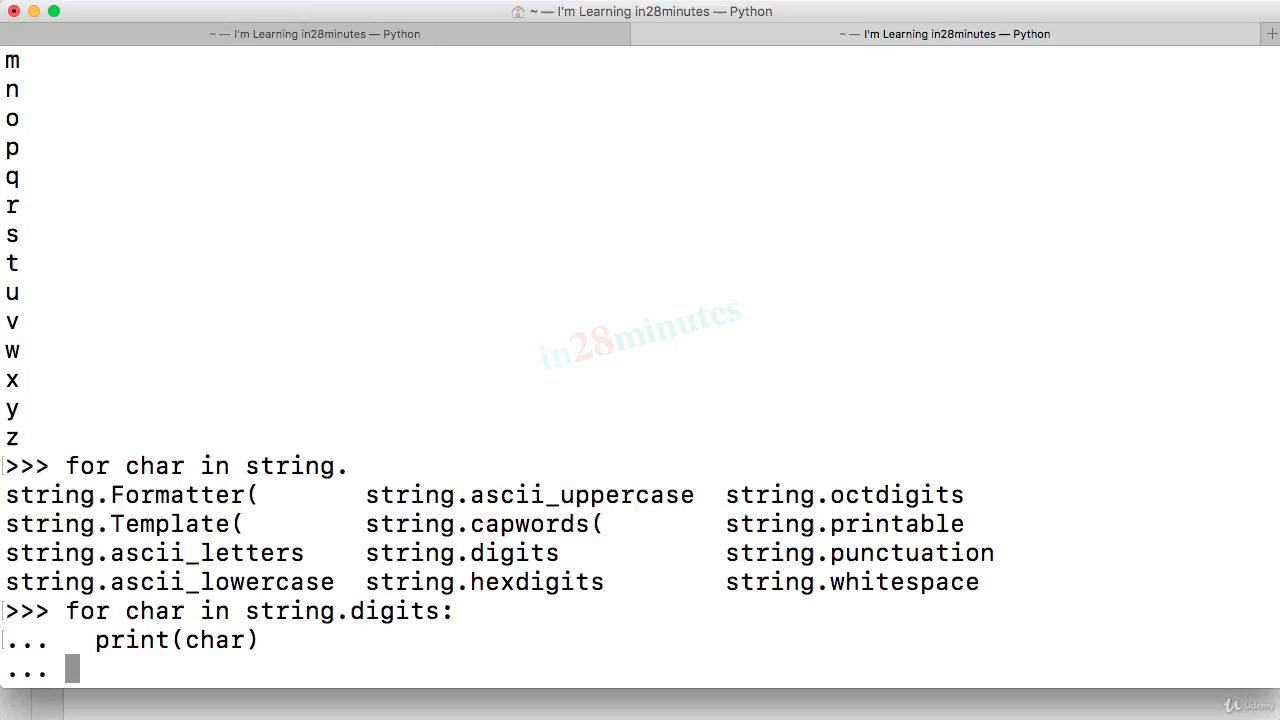 ~ — I'm Learning in28minutes — Python
~ — I'm Learning in28minutes — Python
~ — I'm Learning in28minutes — Python
m
n
o
p
q
r
s
t
u
v
w
x
y
z
>>> for char in string.
string.Formatter( string.ascii_uppercase string.octdigits
string.Template( string.capwords( string.printable
string.ascii_letters string.digits string.punctuation
string.ascii_lowercase string.hexdigits string.whitespace
>>> for char in string.digits:
... print(char)
...
in28minutes
Udemy